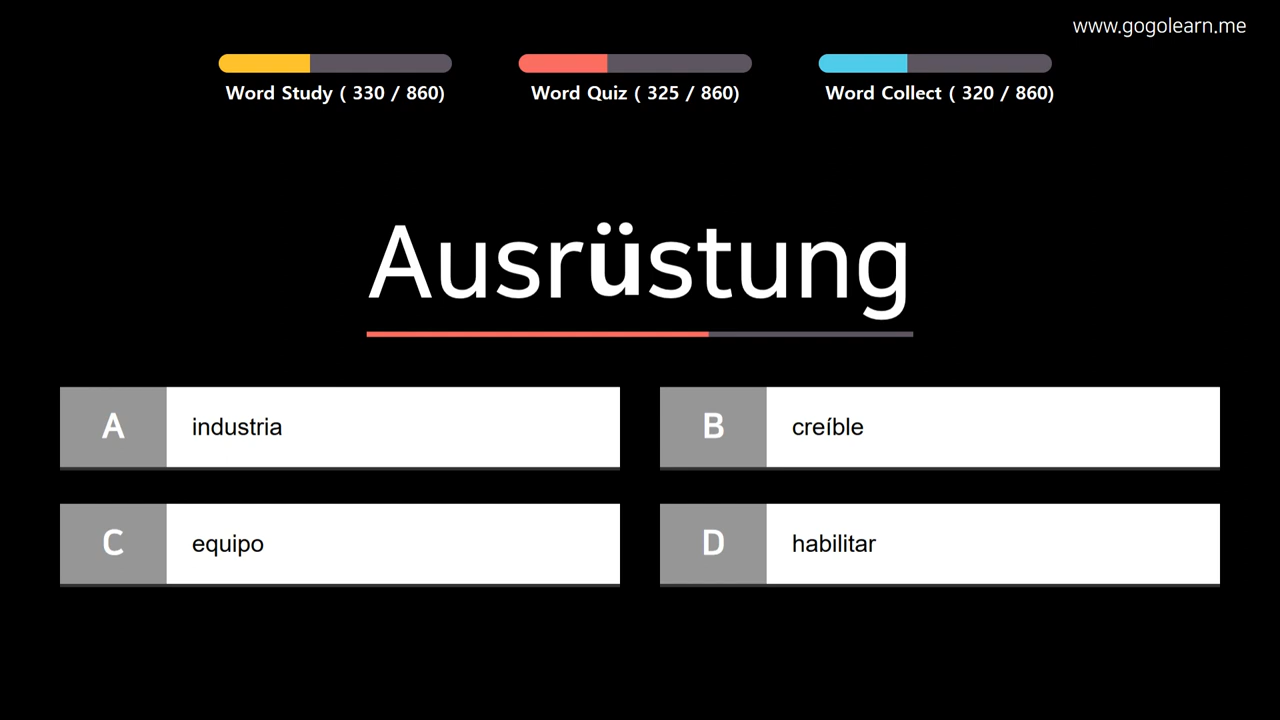 www.gogolearn.me
Word Study ( 330 / 860)
Word Quiz ( 325 / 860)
Word Collect ( 320 / 860)
Ausrüstung
A industria
B creíble
C equipo
D habilitar